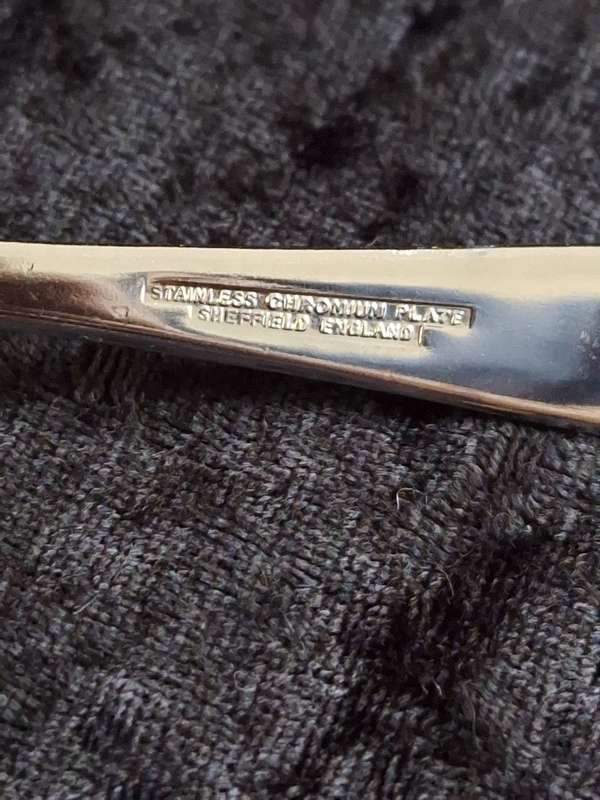 STAINLESS CHROMIUM PLATE
SHEFFIELD ENGLAND